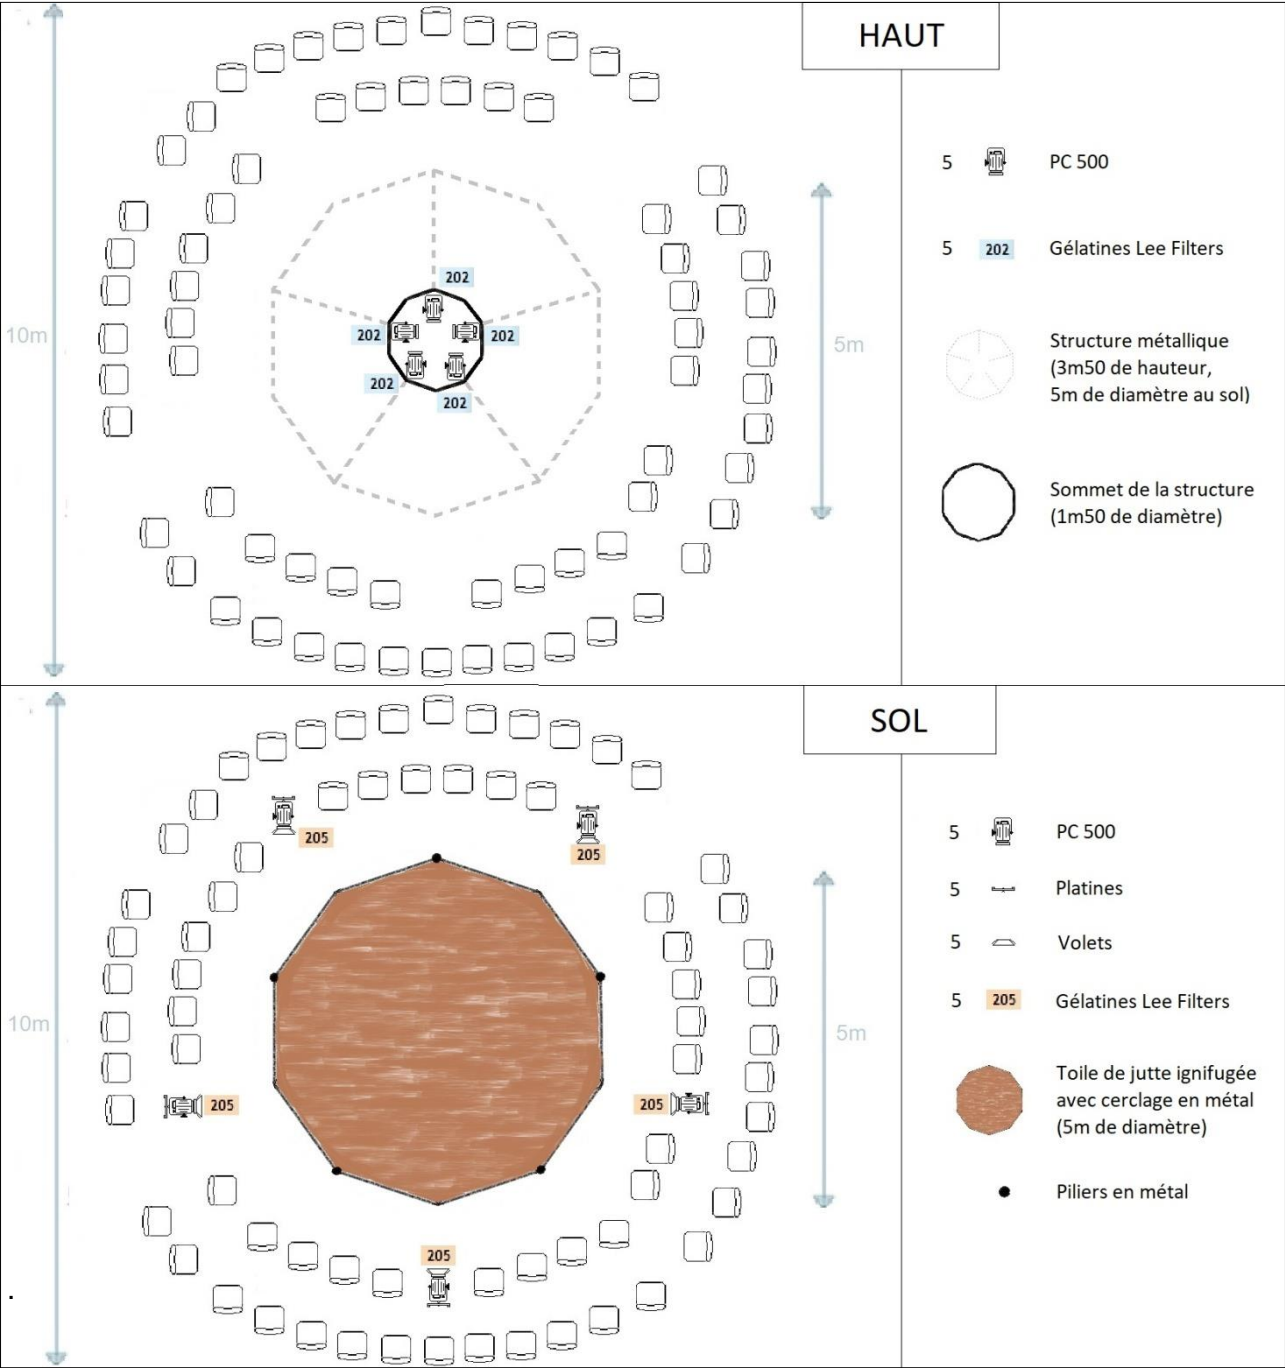 HAUT
10m
5m
202
202
202
202
202
5 PC 500
5 202 Gélatines Lee Filters
Structure métallique
(3m50 de hauteur,
5m de diamètre au sol)
Sommet de la structure
(1m50 de diamètre)
SOL
10m
5m
205
205
205
205
205
5 PC 500
5 Platines
5 Volets
5 205 Gélatines Lee Filters
Toile de jutte ignifugée
avec cerclage en métal
(5m de diamètre)
Piliers en métal